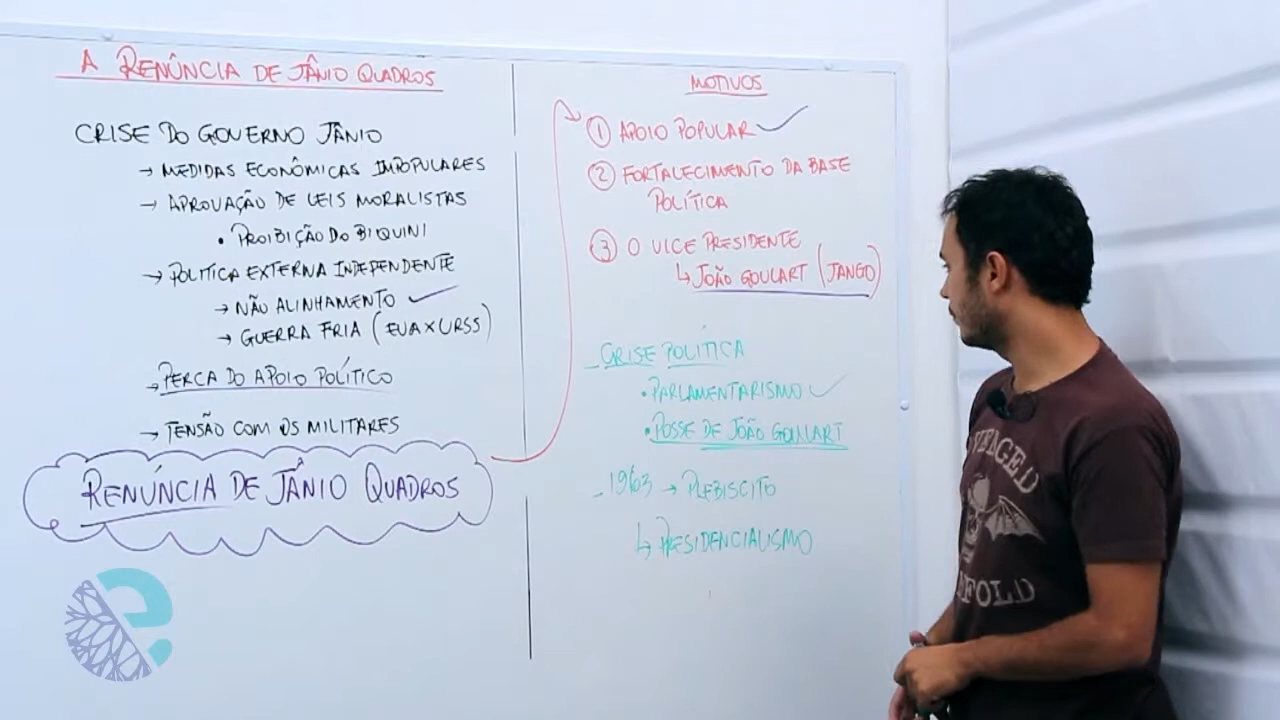 A RENÚNCIA DE JÂNIO QUADROS
CRISE DO GOVERNO JÂNIO
→ MEDIDAS ECONÔMICAS IMPOPULARES
→ APROVAÇÃO DE LEIS MORALISTAS
• PROIBIÇÃO DO BIQUNI
→ POLITICA EXTERNA INDEPENDENTE
→ NÃO ALINHAMENTO ✓
→ GUERRA FRIA (EUA X URSS)
→ PERCA DO APOIO POLÍTICO
→ TENSÃO COM OS MILITARES
RENÚNCIA DE JÂNIO QUADROS
MOTIVOS
① APOIO POPULAR ✓
② FORTALECIMENTO DA BASE
POLÍTICA
③ O VICE PRESIDENTE
↳ JOÃO GOULART (JANGO)
- CRISE POLÍTICA
• PARLAMENTARISMO ✓
• POSSE DE JOÃO GOULART
- 1963 → PLEBISCITO
↳ PRESIDENCIALISMO
e